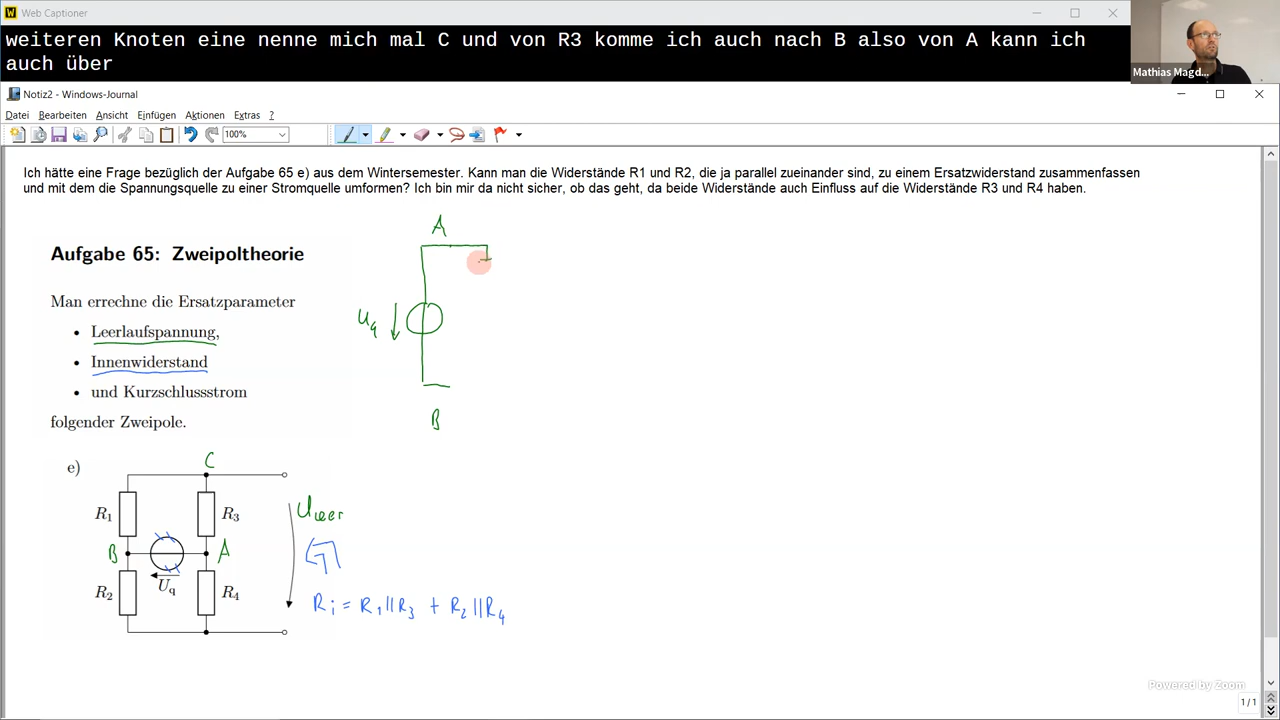 Web Captioner
weiteren Knoten eine nenne mich mal C und von R3 komme ich auch nach B also von A kann ich
auch über
Mathias Magd...
Notiz2 - Windows-Journal
Datei Bearbeiten Ansicht Einfügen Aktionen Extras ?
100%
Ich hätte eine Frage bezüglich der Aufgabe 65 e) aus dem Wintersemester. Kann man die Widerstände R1 und R2, die ja parallel zueinander sind, zu einem Ersatzwiderstand zusammenfassen
und mit dem die Spannungsquelle zu einer Stromquelle umformen? Ich bin mir da nicht sicher, ob das geht, da beide Widerstände auch Einfluss auf die Widerstände R3 und R4 haben.
A
Aufgabe 65: Zweipoltheorie
Man errechne die Ersatzparameter
• Leerlaufspannung,
• Innenwiderstand
• und Kurzschlussstrom
folgender Zweipole.
Uq
B
e)
C
R1 R3
Uleer
B A
Uq
R2 R4
Ri = R1||R3 + R2||R4
Powered by Zoom
1 / 1